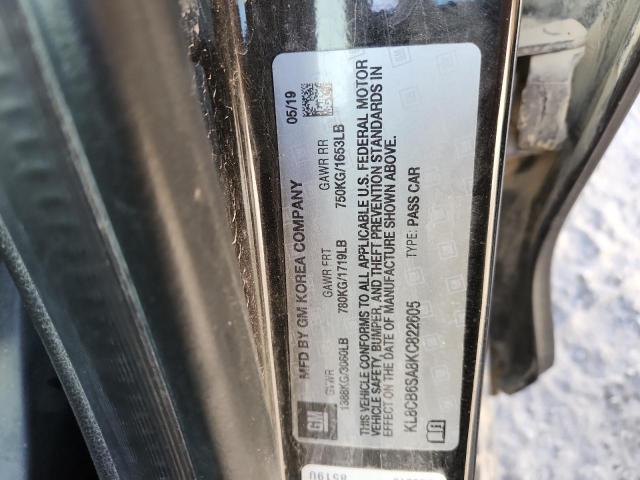 MFD BY GM KOREA COMPANY
05/19
GVWR
GAWR FRT
GAWR RR
1388KG/3060LB
780KG/1719LB
750KG/1653LB
THIS VEHICLE CONFORMS TO ALL APPLICABLE U.S. FEDERAL MOTOR
VEHICLE SAFETY, BUMPER, AND THEFT PREVENTION STANDARDS IN
EFFECT ON THE DATE OF MANUFACTURE SHOWN ABOVE.
KL8CB6SA8KC822605
TYPE: PASS CAR
GM
85190